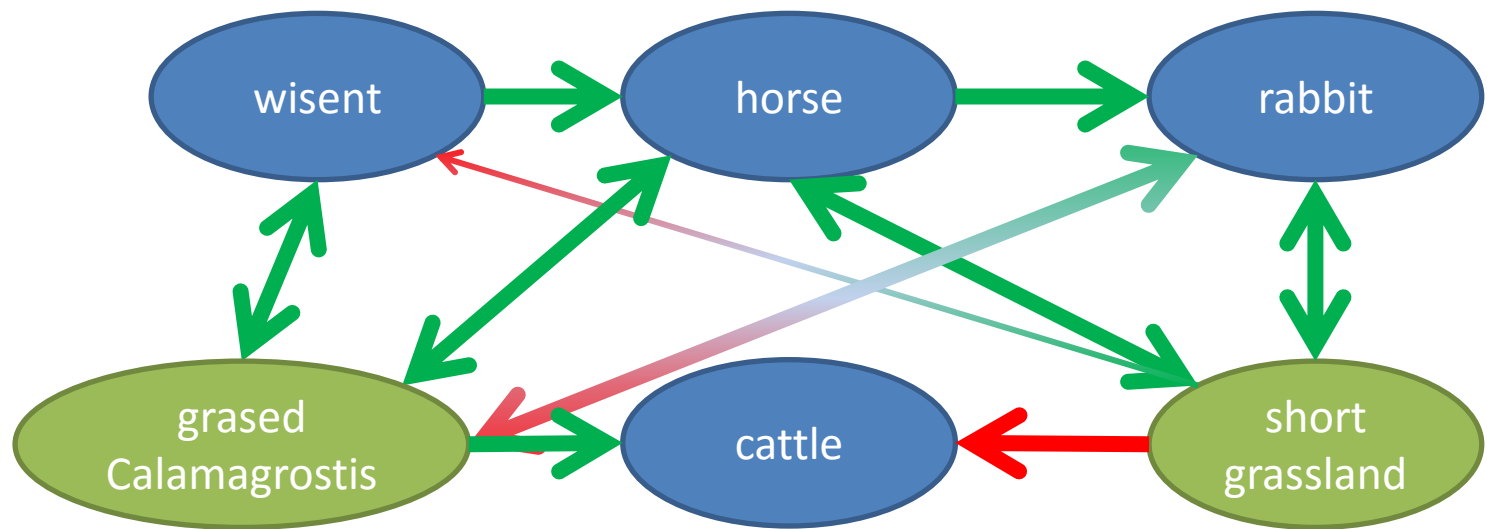 wisent
horse
rabbit
grased
Calamagrostis
cattle
short
grassland